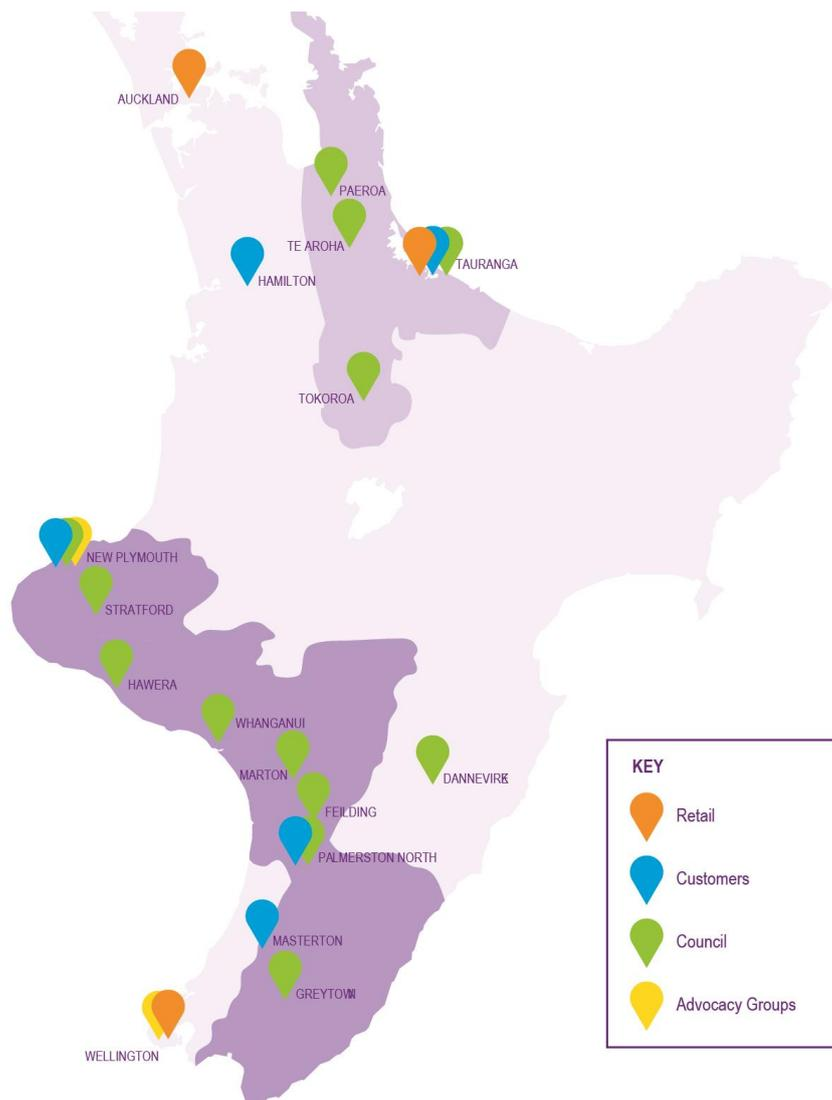 AUCKLAND
PAEROA
TE AROHA
TAURANGA
HAMILTON
TOKOROA
NEW PLYMOUTH
STRATFORD
HAWERA
WHANGANUI
MARTON
DANNEVIRK
FEILDING
PALMERSTON NORTH
MASTERTON
GREYTOWN
WELLINGTON
KEY
Retail
Customers
Council
Advocacy Groups